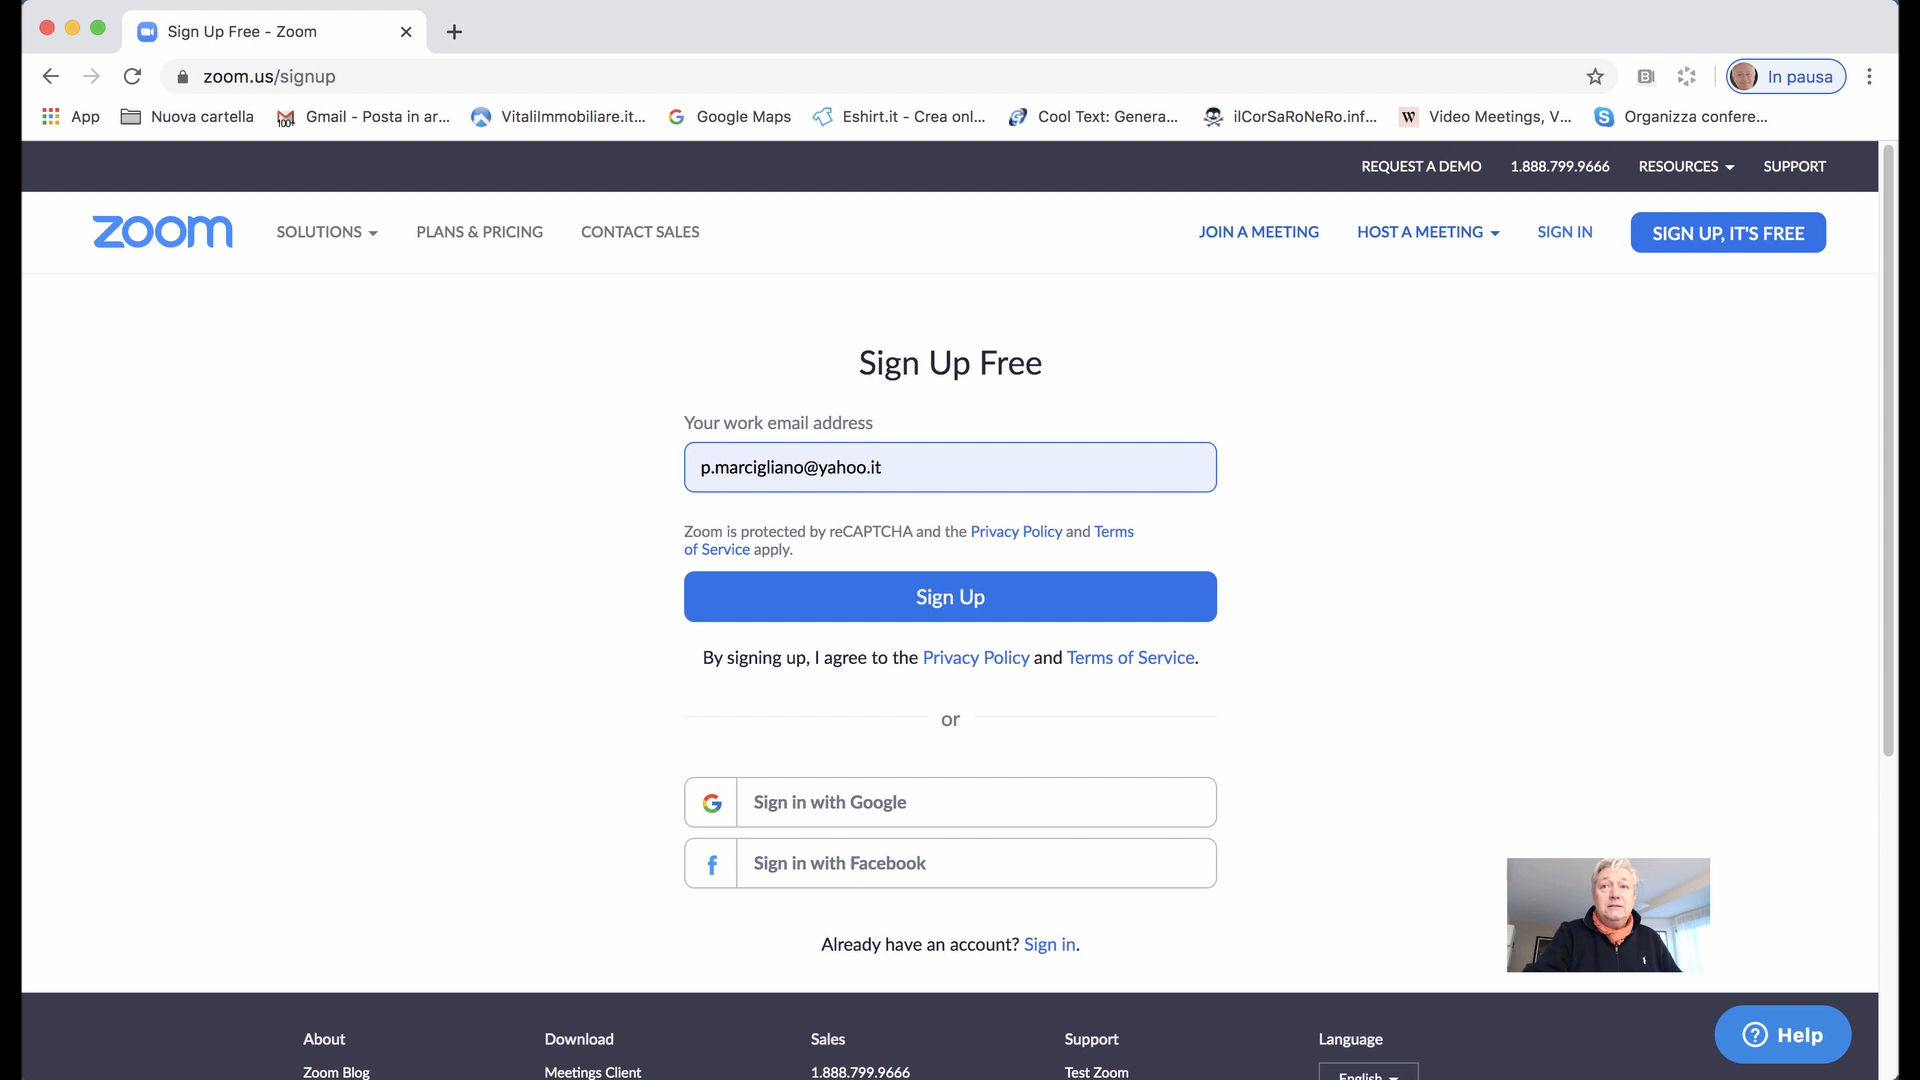 Sign Up Free - Zoom
zoom.us/signup
In pausa
App
Nuova cartella
Gmail - Posta in ar...
VitaliImmobiliare.it...
Google Maps
Eshirt.it - Crea onl...
Cool Text: Genera...
ilCorSaRoNeRo.inf...
Video Meetings, V...
Organizza confere...
REQUEST A DEMO
1.888.799.9666
RESOURCES
SUPPORT
zoom
SOLUTIONS
PLANS & PRICING
CONTACT SALES
JOIN A MEETING
HOST A MEETING
SIGN IN
SIGN UP, IT'S FREE
Sign Up Free
Your work email address
p.marcigliano@yahoo.it
Zoom is protected by reCAPTCHA and the Privacy Policy and Terms
of Service apply.
Sign Up
By signing up, I agree to the Privacy Policy and Terms of Service.
or
Sign in with Google
Sign in with Facebook
Already have an account? Sign in.
About
Download
Sales
Support
Language
Zoom Blog
Meetings Client
1.888.799.9666
Test Zoom
English
Help